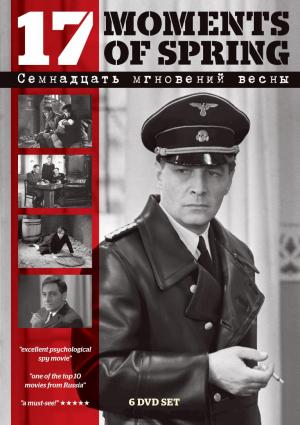 17 MOMENTS
OF SPRING
Семнадцать мгновений весны
"excellent psychological
spy movie"
"one of the top 10
movies from Russia"
"a must-see!" ★★★★★
6 DVD SET